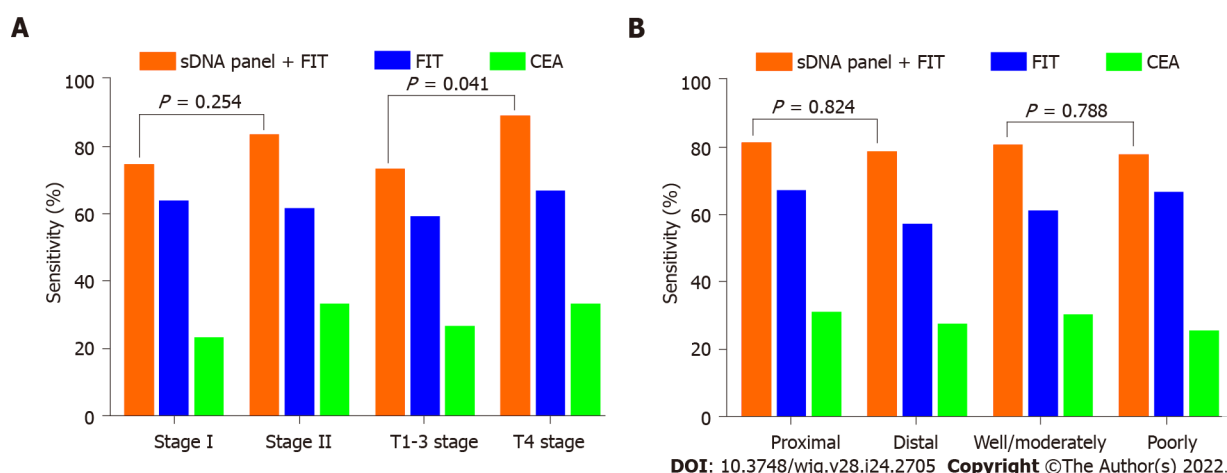 A
sDNA panel + FIT FIT CEA
Sensitivity (%)
100
80
60
40
20
0
P = 0.254
P = 0.041
Stage I Stage II T1-3 stage T4 stage
B
sDNA panel + FIT FIT CEA
Sensitivity (%)
100
80
60
40
20
0
P = 0.824
P = 0.788
Proximal Distal Well/moderately Poorly
DOI: 10.3748/wjg.v28.i24.2705 Copyright ©The Author(s) 2022.